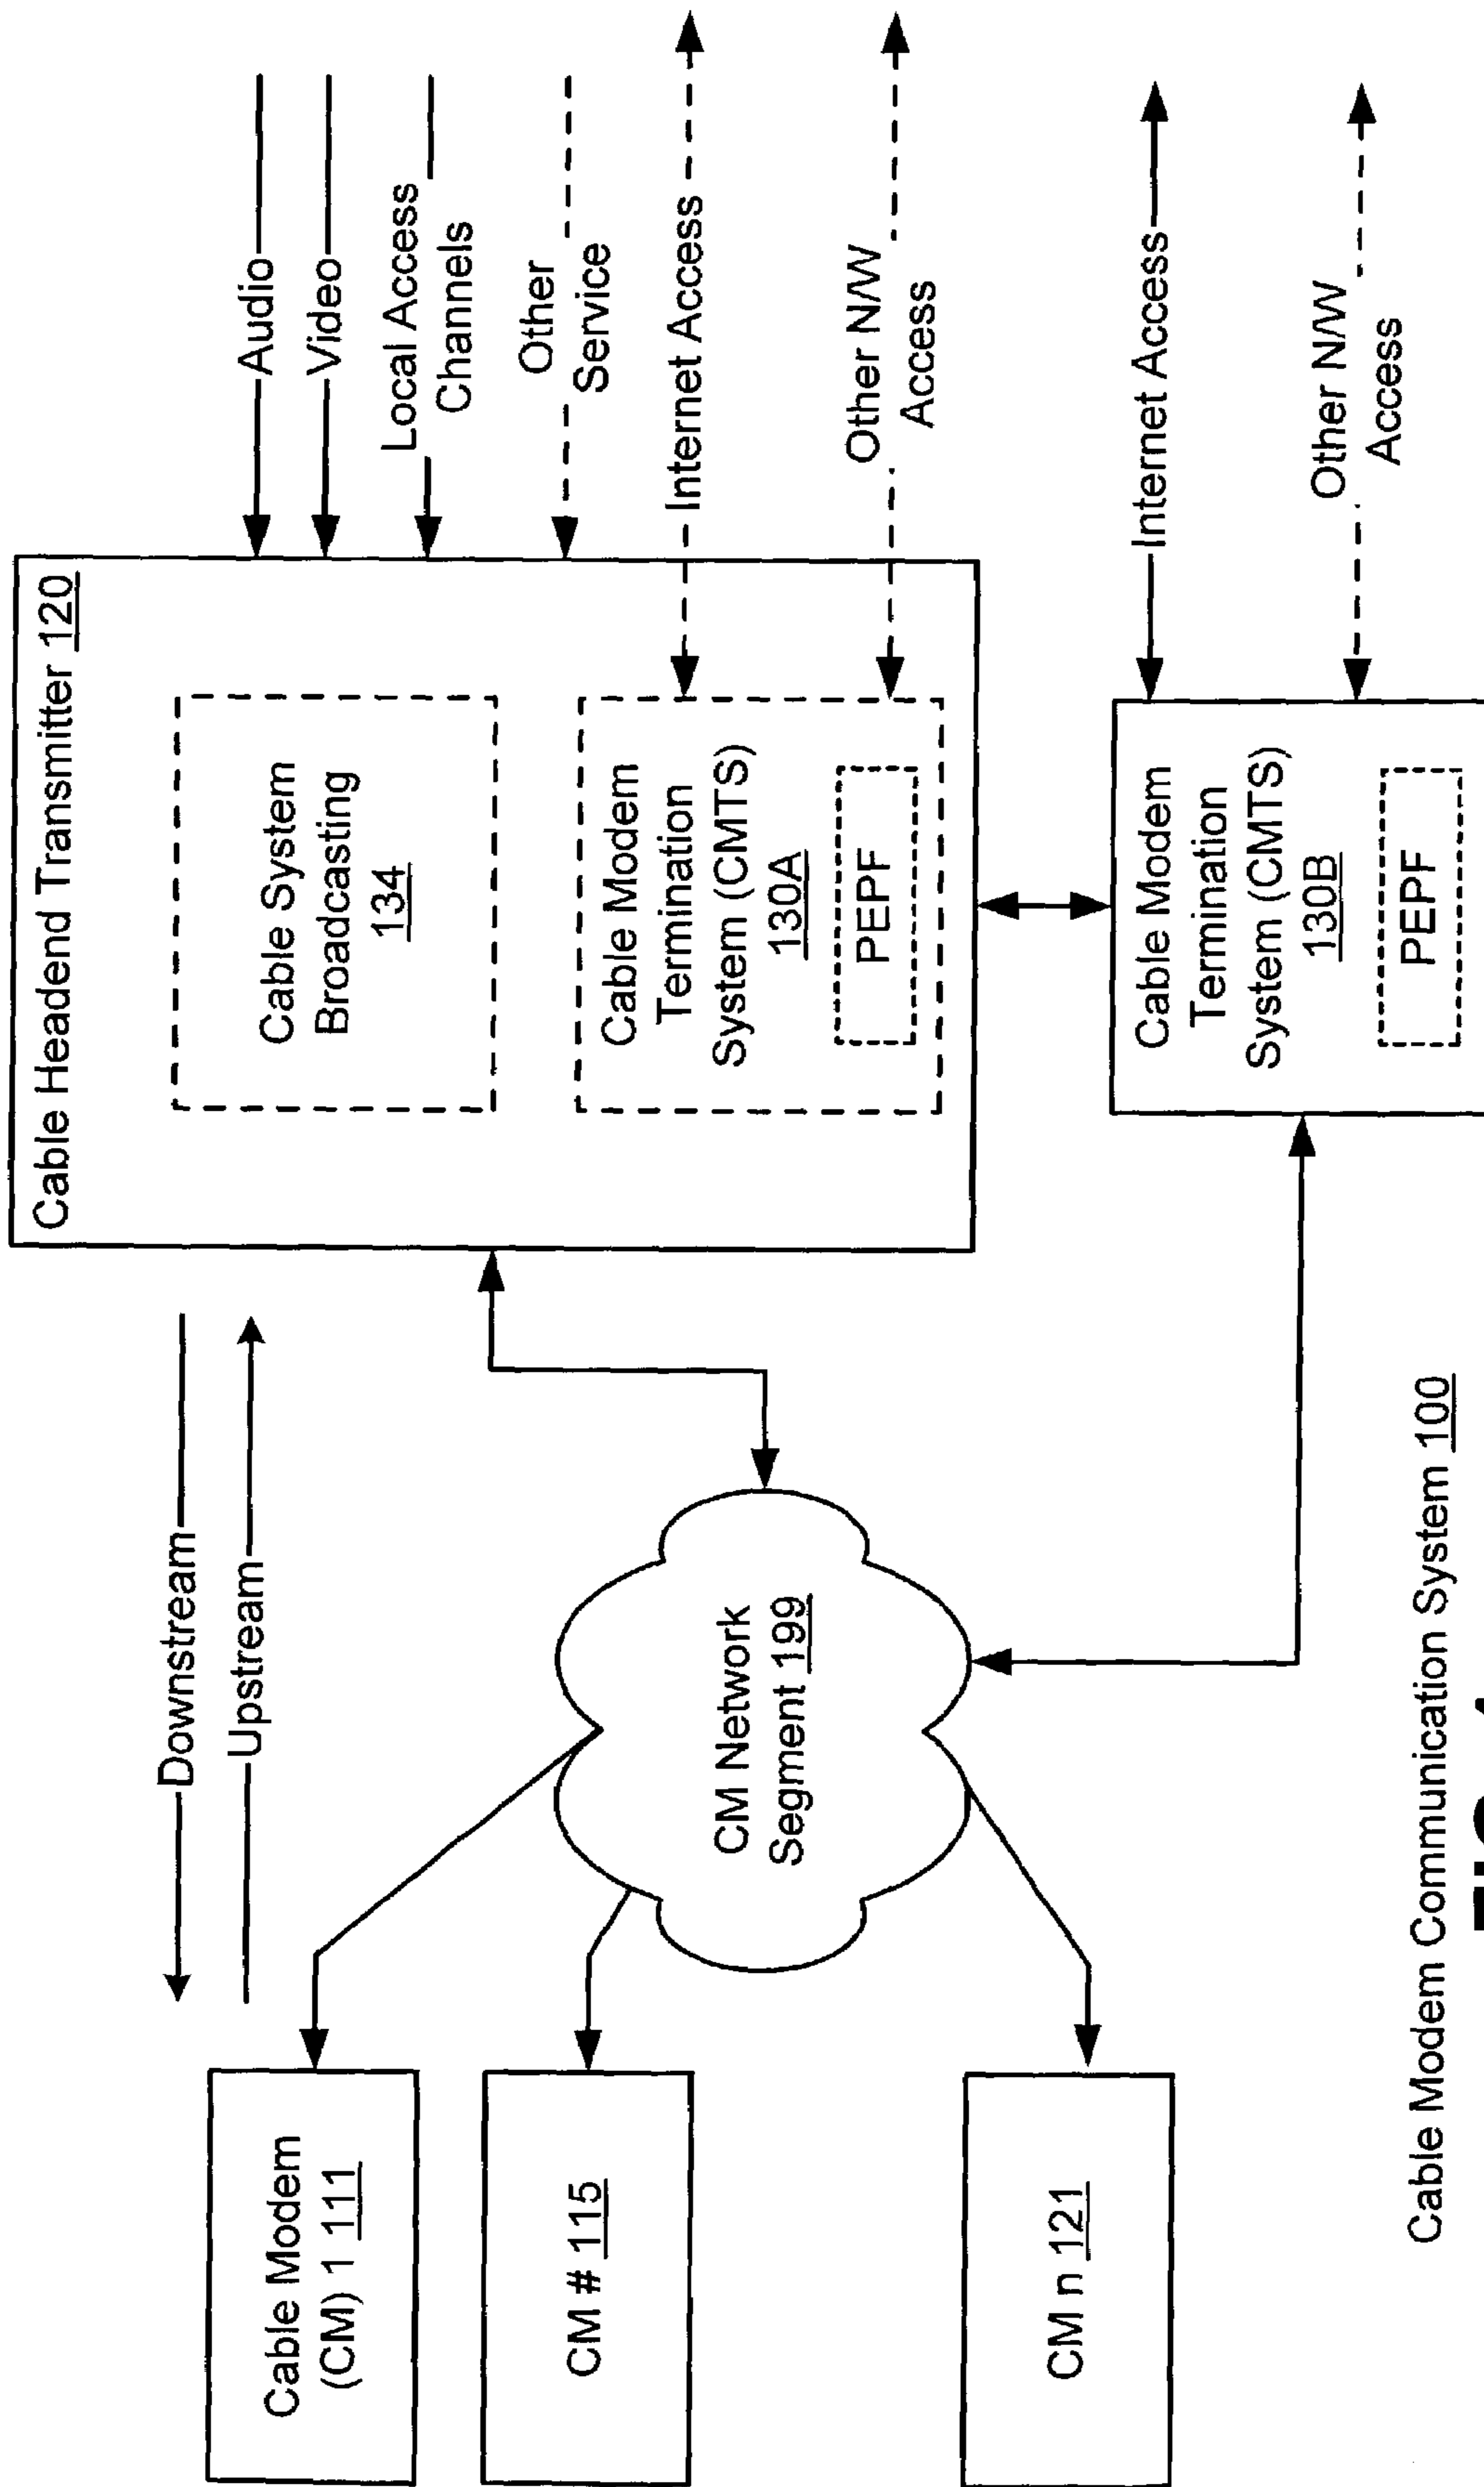 Cable Headend Transmitter 120
Cable System
Broadcasting
134
Cable Modem
Termination
System (CMTS)
130A
PEPF
Audio
Video
Local Access
Channels
Other
Service
Internet Access
Other N/W
Access
Downstream
Upstream
Cable Modem
(CM) 1 111
CM # 115
CM n 121
CM Network
Segment 199
Cable Modem
Termination
System (CMTS)
130B
PEPF
Internet Access
Other N/W
Access
Cable Modem Communication System 100